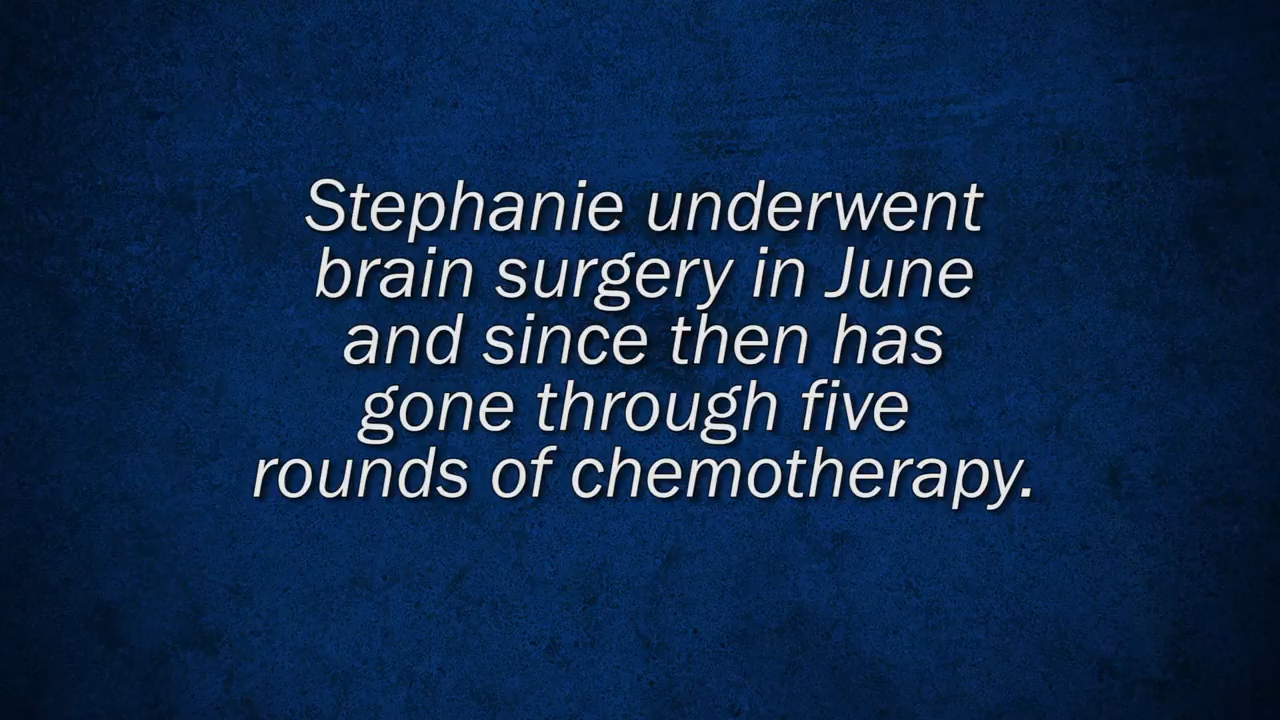 Stephanie underwent
brain surgery in June
and since then has
gone through five
rounds of chemotherapy.